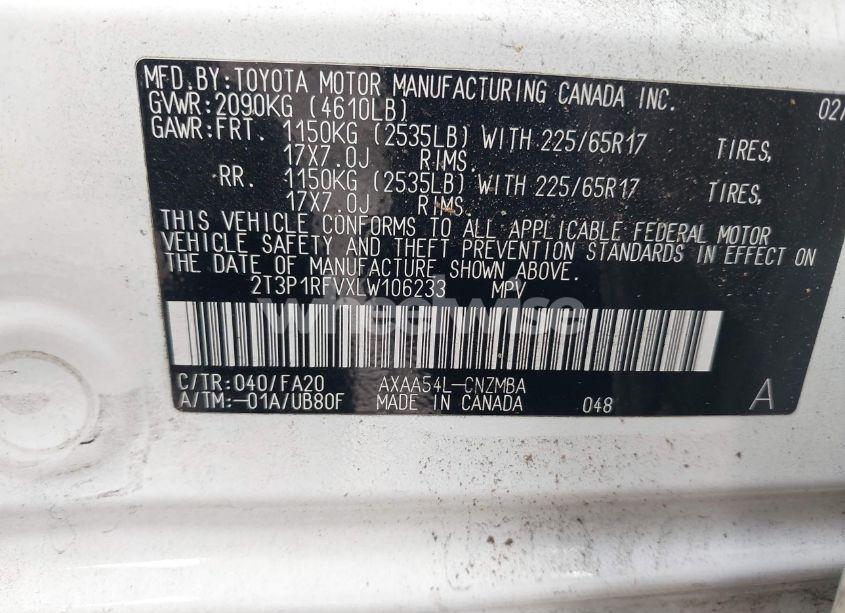 MFD.BY:TOYOTA MOTOR MANUFACTURING CANADA INC. 02/
GVWR:2090KG (4610LB)
GAWR:FRT. 1150KG (2535LB) WITH 225/65R17 TIRES,
17X7.0J RIMS.
RR. 1150KG (2535LB) WITH 225/65R17 TIRES,
17X7.0J RIMS.
THIS VEHICLE CONFORMS TO ALL APPLICABLE FEDERAL MOTOR
VEHICLE SAFETY AND THEFT PREVENTION STANDARDS IN EFFECT ON
THE DATE OF MANUFACTURE SHOWN ABOVE.
2T3P1RFVXLW106233 MPV
wheelwise
C/TR:040/FA20 AXAA54L-CNZMBA
A/TM:-01A/UB80F MADE IN CANADA 048 A